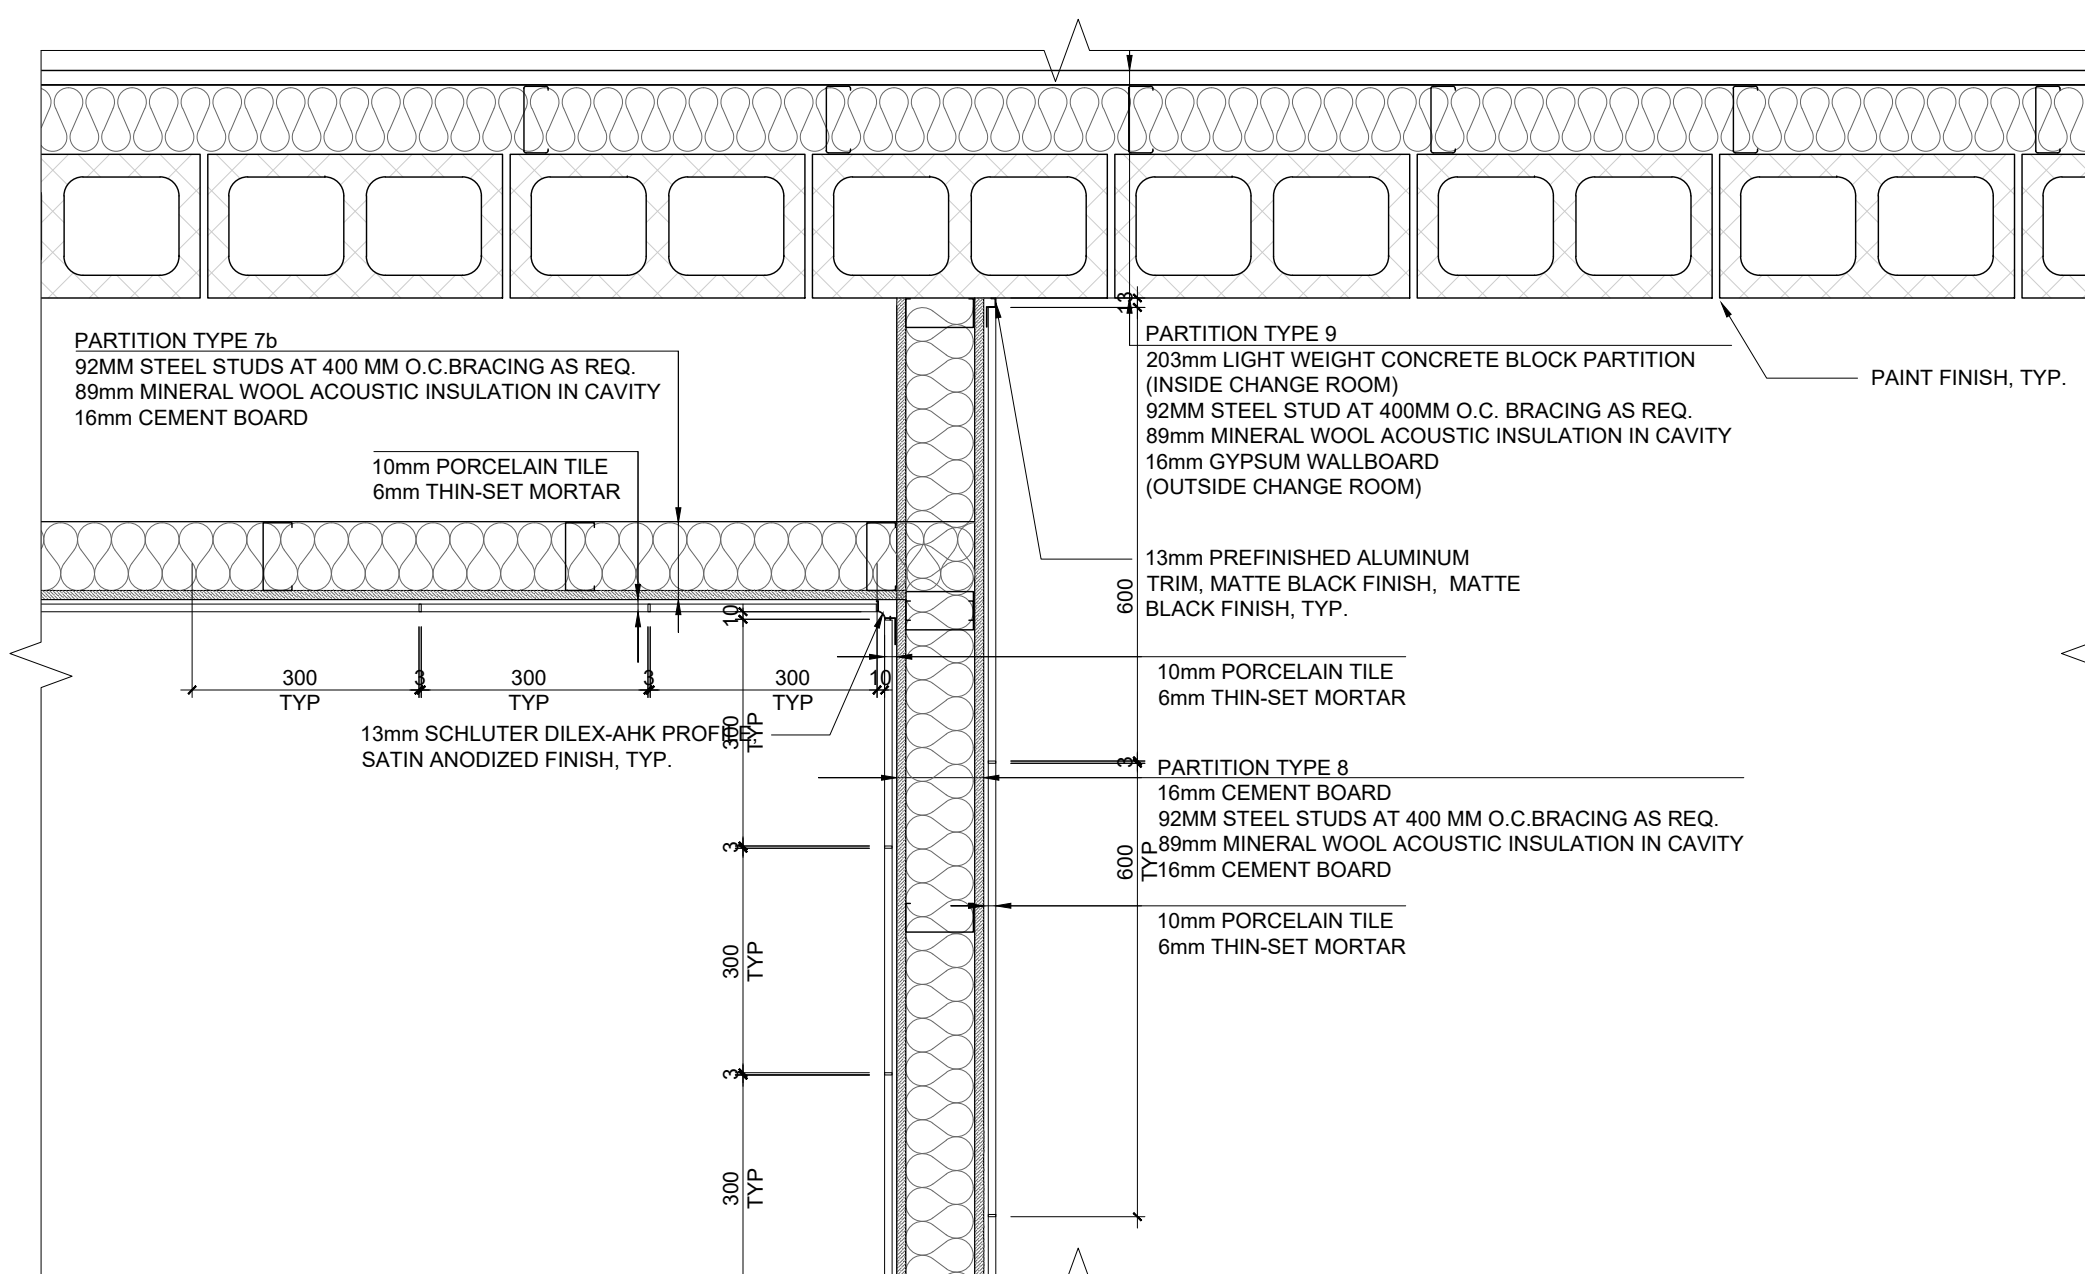 PARTITION TYPE 7b
92MM STEEL STUDS AT 400 MM O.C.BRACING AS REQ.
89mm MINERAL WOOL ACOUSTIC INSULATION IN CAVITY
16mm CEMENT BOARD
10mm PORCELAIN TILE
6mm THIN-SET MORTAR
13
PARTITION TYPE 9
203mm LIGHT WEIGHT CONCRETE BLOCK PARTITION
(INSIDE CHANGE ROOM)
92MM STEEL STUD AT 400MM O.C. BRACING AS REQ.
89mm MINERAL WOOL ACOUSTIC INSULATION IN CAVITY
16mm GYPSUM WALLBOARD
(OUTSIDE CHANGE ROOM)
PAINT FINISH, TYP.
13mm PREFINISHED ALUMINUM
TRIM, MATTE BLACK FINISH,  MATTE
BLACK FINISH, TYP.
600
10
300
TYP
3
300
TYP
3
300
TYP
10
300
TYP
13mm SCHLUTER DILEX-AHK PROFILE,
SATIN ANODIZED FINISH, TYP.
10mm PORCELAIN TILE
6mm THIN-SET MORTAR
3
PARTITION TYPE 8
16mm CEMENT BOARD
92MM STEEL STUDS AT 400 MM O.C.BRACING AS REQ.
89mm MINERAL WOOL ACOUSTIC INSULATION IN CAVITY
16mm CEMENT BOARD
600
TYP
3
10mm PORCELAIN TILE
6mm THIN-SET MORTAR
300
TYP
3
300
TYP